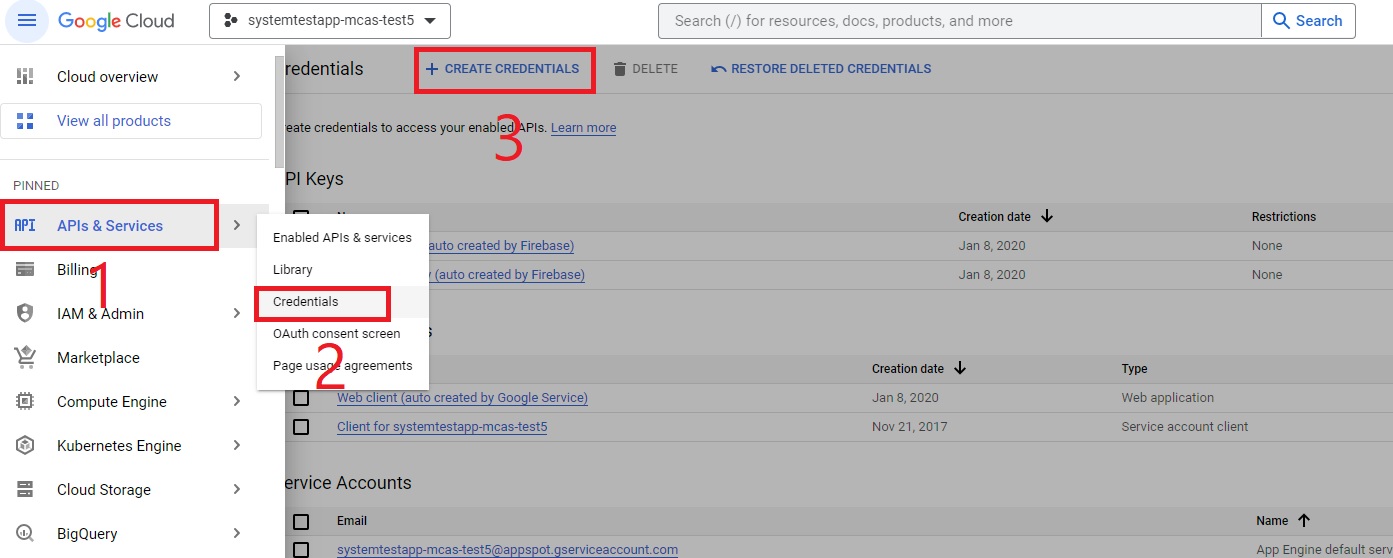 Google Cloud
systemtestapp-mcas-test5
Search (/) for resources, docs, products, and more
Search
Cloud overview
View all products
PINNED
API APIs & Services
Billing
IAM & Admin
Marketplace
Compute Engine
Kubernetes Engine
Cloud Storage
BigQuery
1
Enabled APIs & services
Library
Credentials
OAuth consent screen
Page usage agreements
2
redentials
+ CREATE CREDENTIALS
DELETE
RESTORE DELETED CREDENTIALS
3
reate credentials to access your enabled APIs. Learn more
PI Keys
Creation date Restrictions
auto created by Firebase) Jan 8, 2020 None
(auto created by Firebase) Jan 8, 2020 None
s
Creation date Type
Web client (auto created by Google Service) Jan 8, 2020 Web application
Client for systemtestapp-mcas-test5 Nov 21, 2017 Service account client
ervice Accounts
Email Name
systemtestapp-mcas-test5@appspot.gserviceaccount.com App Engine default serv